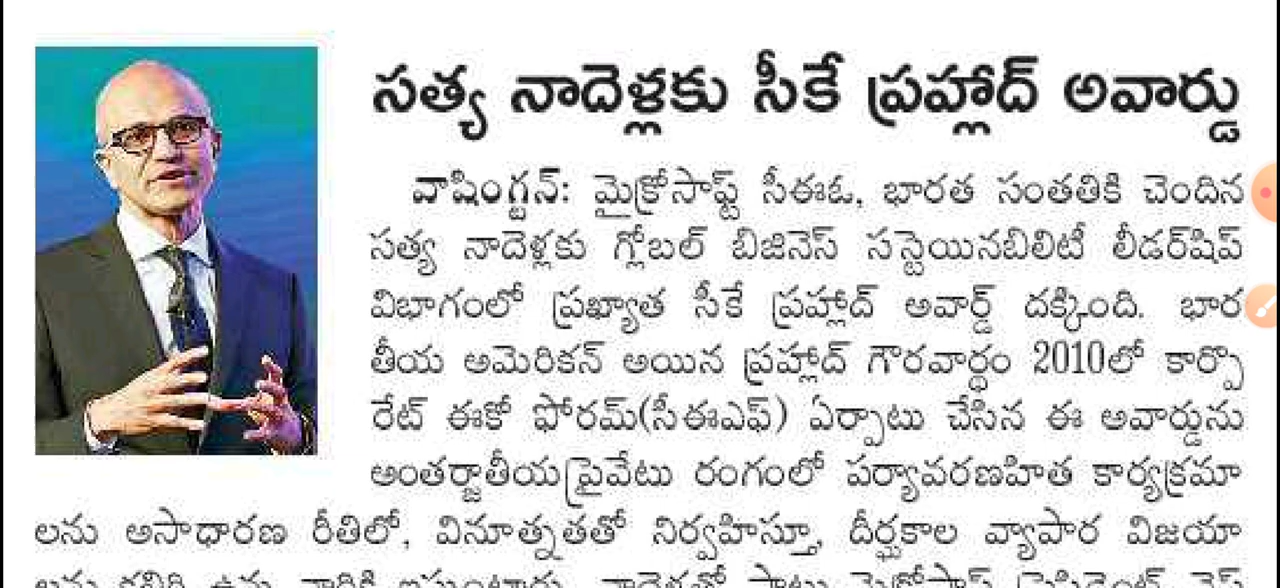 సత్య నాదెళ్లకు సీకే ప్రహ్లాద్ అవార్డు
వాషింగ్టన్: మైక్రోసాఫ్ట్ సీఈఓ, భారత సంతతికి చెందిన
సత్య నాదెళ్లకు గ్లోబల్ బిజినెస్ సస్టెయినబిలిటీ లీడర్‌షిప్
విభాగంలో ప్రఖ్యాత సీకే ప్రహ్లాద్ అవార్డ్ దక్కింది. భార
తీయ అమెరికన్ అయిన ప్రహ్లాద్ గౌరవార్థం 2010లో కార్పొ
రేట్ ఈకో ఫోరమ్(సీఈఎఫ్) ఏర్పాటు చేసిన ఈ అవార్డును
అంతర్జాతీయ ప్రైవేటు రంగంలో పర్యావరణహిత కార్యక్రమా
లను అసాధారణ రీతిలో, వినూత్నతతో నిర్వహిస్తూ, దీర్ఘకాల వ్యాపార విజయా